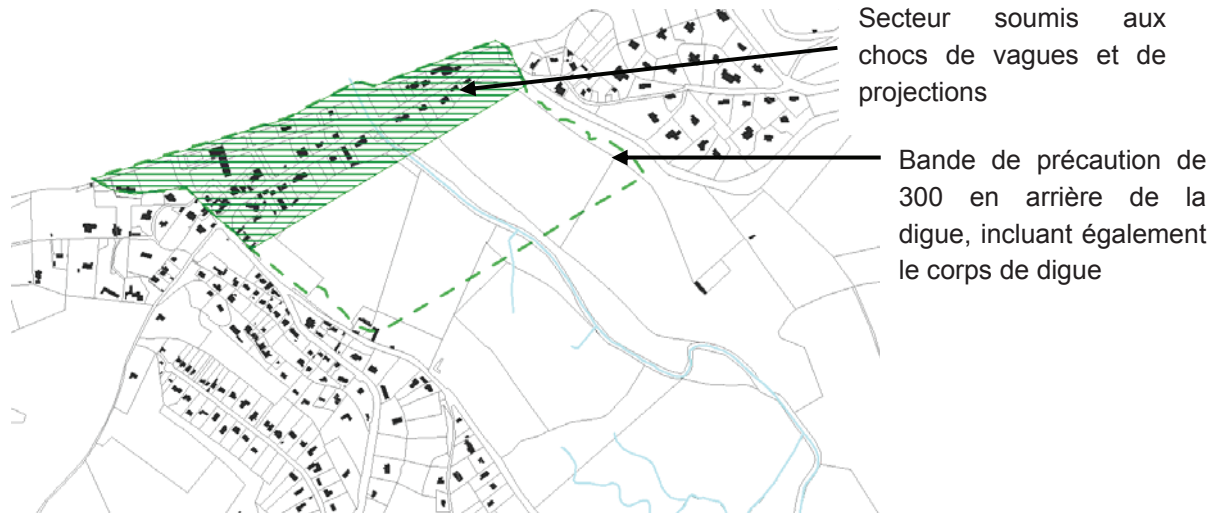 Secteur soumis aux
chocs de vagues et de
projections
Bande de précaution de
300 en arrière de la
digue, incluant également
le corps de digue